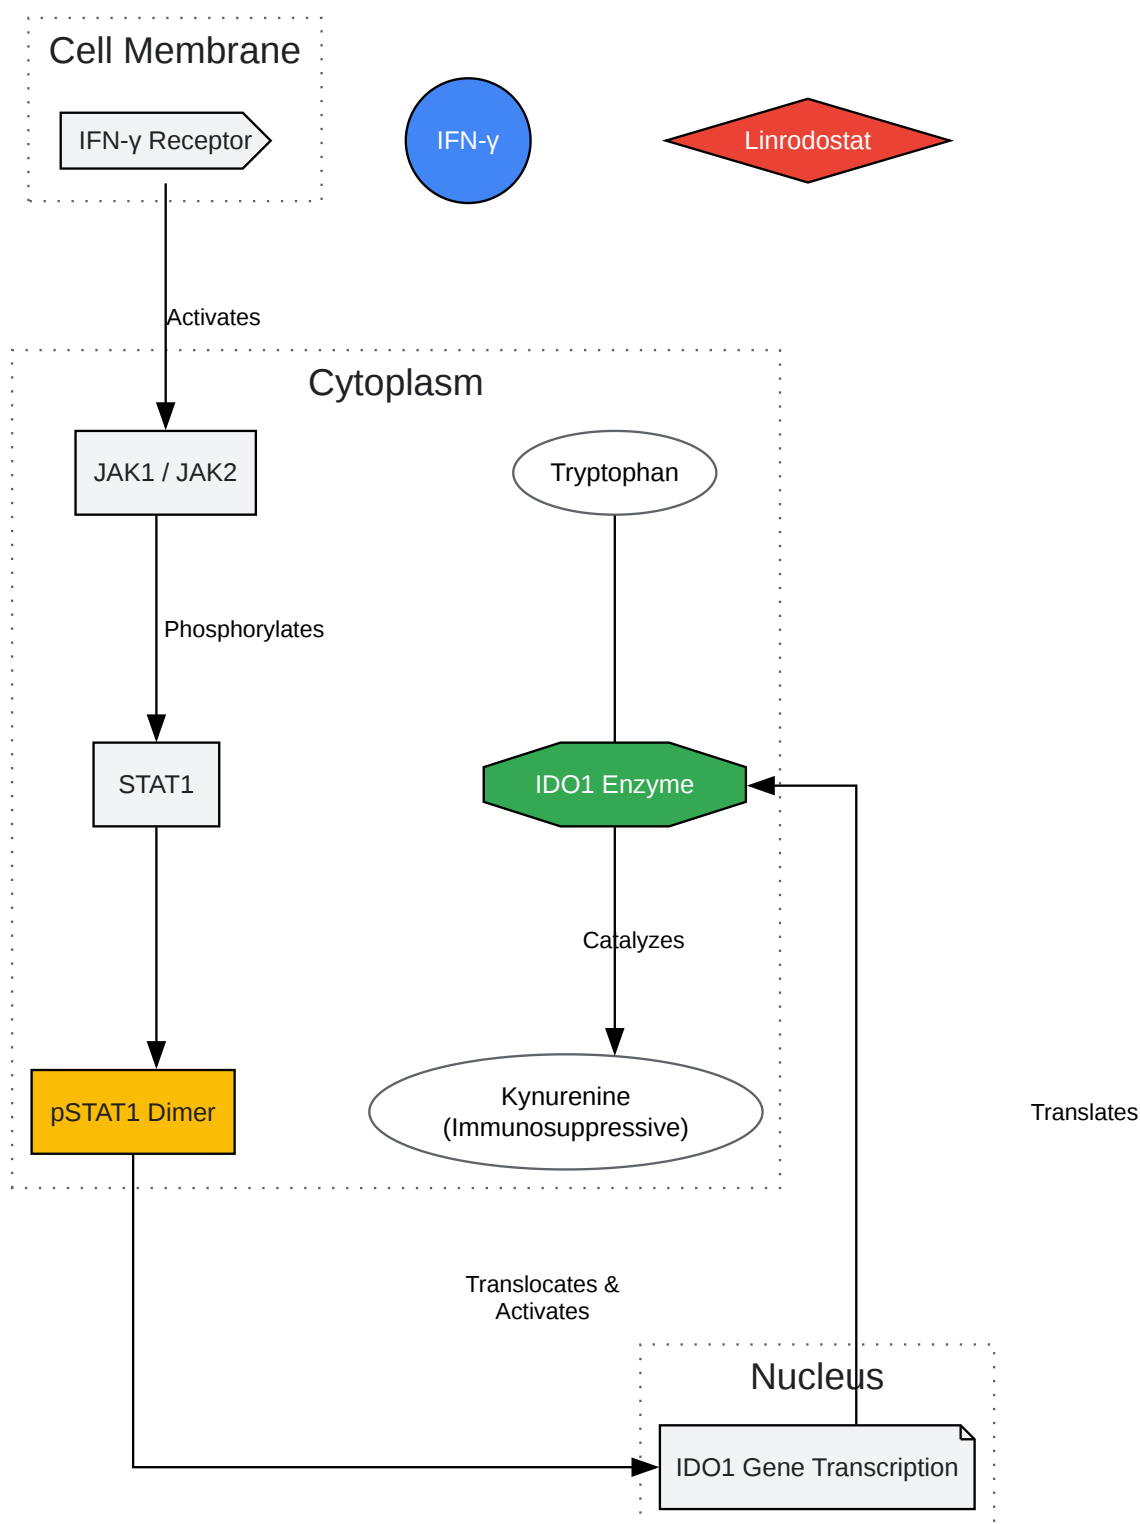 Cell Membrane
IFN-γ Receptor
IFN-γ
Linrodostat
Activates
Cytoplasm
JAK1 / JAK2
Tryptophan
Phosphorylates
STAT1
IDO1 Enzyme
Catalyzes
pSTAT1 Dimer
Kynurenine
(Immunosuppressive)
Translates
Translocates &
Activates
Nucleus
IDO1 Gene Transcription